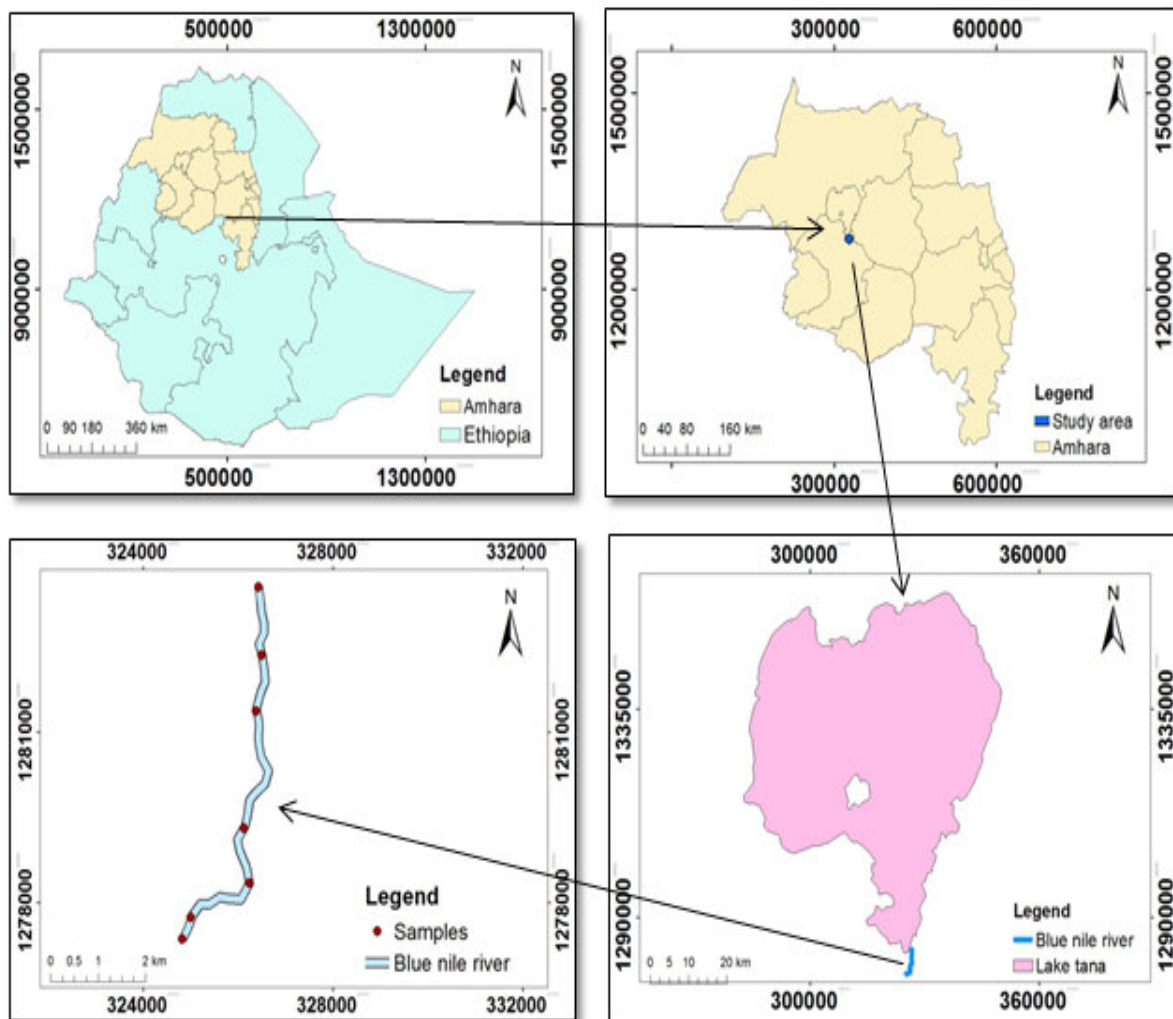 500000 1300000
N
1500000
1500000
900000
900000
Legend
Amhara
Ethiopia
0 90 180 360 km
500000 1300000
300000 600000
N
1500000
1500000
1200000
1200000
Legend
Study area
Amhara
0 40 80 160 km
300000 600000
324000 328000 332000
N
1281000
1281000
1278000
1278000
Legend
Samples
Blue nile river
0 0.5 1 2 km
324000 328000 332000
300000 360000
N
1335000
1335000
1290000
1290000
Legend
Blue nile river
Lake tana
0 5 10 20 km
300000 360000